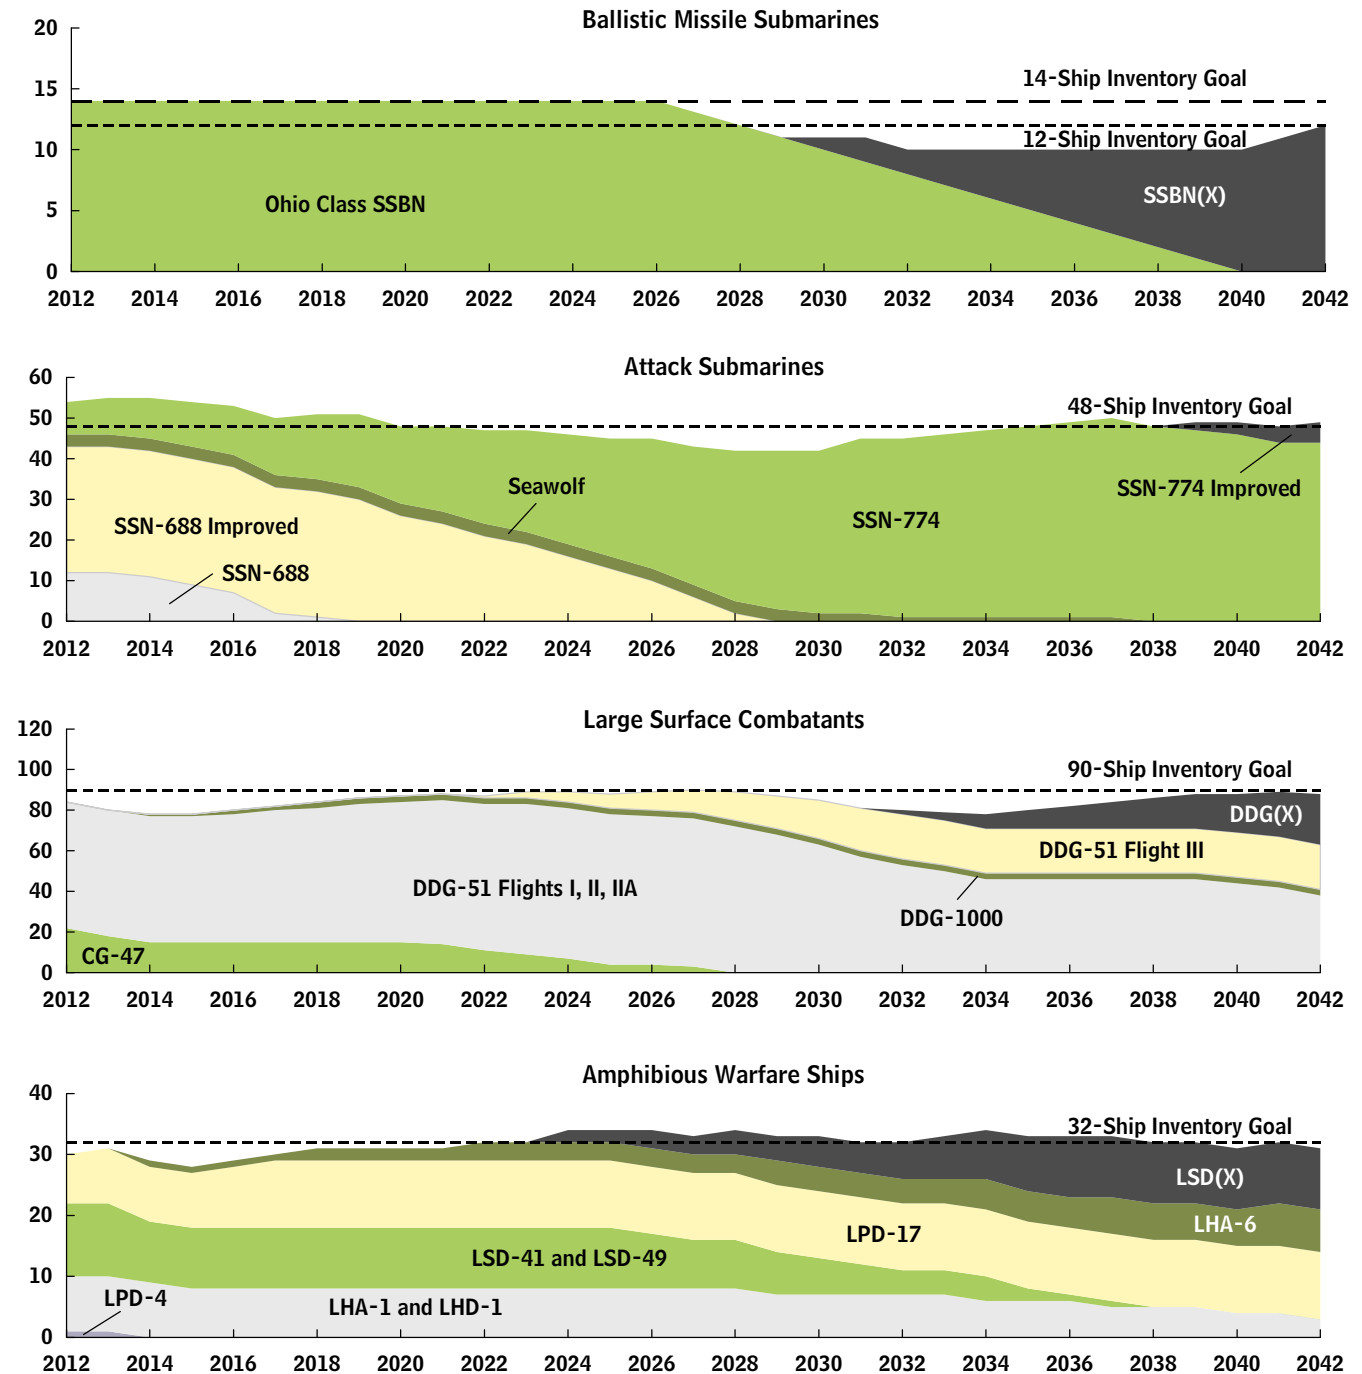 Ballistic Missile Submarines
20
14-Ship Inventory Goal
15
12-Ship Inventory Goal
10
SSBN(X)
Ohio Class SSBN
5
0
2012 2014 2016 2018 2020 2022 2024 2026 2028 2030 2032 2034 2036 2038 2040 2042
Attack Submarines
60
48-Ship Inventory Goal
50
40
Seawolf
SSN-774 Improved
30
SSN-688 Improved
SSN-774
20
SSN-688
10
0
2012 2014 2016 2018 2020 2022 2024 2026 2028 2030 2032 2034 2036 2038 2040 2042
Large Surface Combatants
120
100
90-Ship Inventory Goal
80
DDG(X)
60
DDG-51 Flight III
DDG-51 Flights I, II, IIA
40
DDG-1000
20
CG-47
0
2012 2014 2016 2018 2020 2022 2024 2026 2028 2030 2032 2034 2036 2038 2040 2042
Amphibious Warfare Ships
40
32-Ship Inventory Goal
30
LSD(X)
20
LHA-6
LPD-17
LSD-41 and LSD-49
10
LPD-4
LHA-1 and LHD-1
0
2012 2014 2016 2018 2020 2022 2024 2026 2028 2030 2032 2034 2036 2038 2040 2042